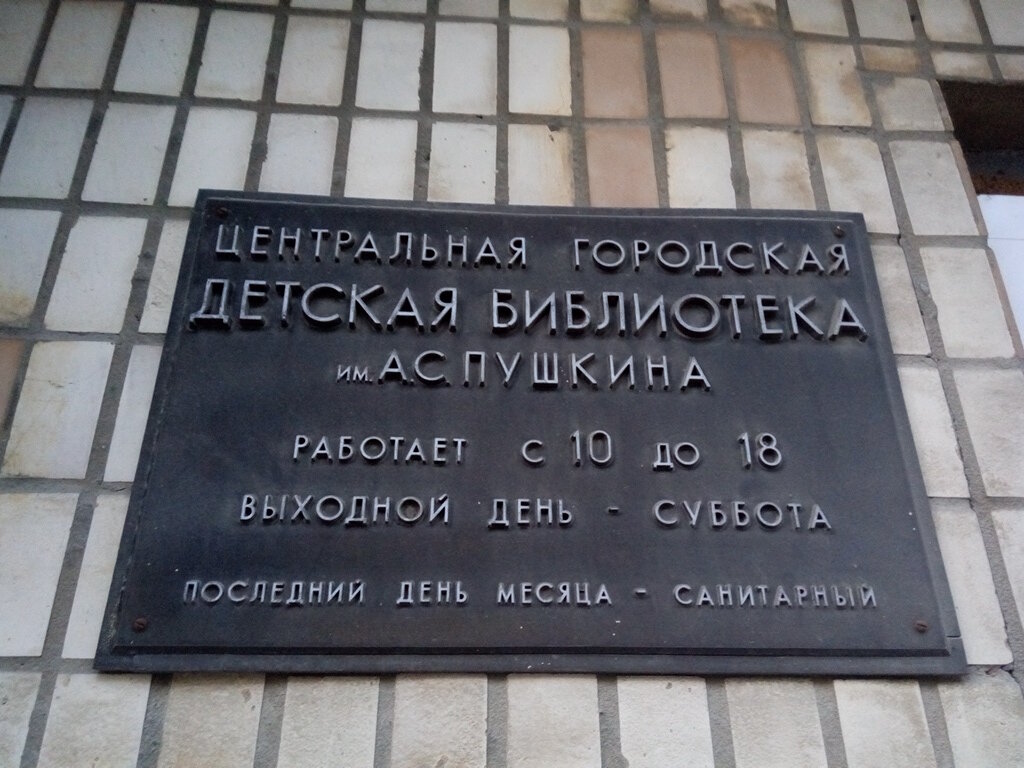 ЦЕНТРАЛЬНАЯ ГОРОДСКАЯ
ДЕТСКАЯ БИБЛИОТЕКА
ИМ. А.С.ПУШКИНА
РАБОТАЕТ С 10 ДО 18
ВЫХОДНОЙ ДЕНЬ - СУББОТА
ПОСЛЕДНИЙ ДЕНЬ МЕСЯЦА - САНИТАРНЫЙ